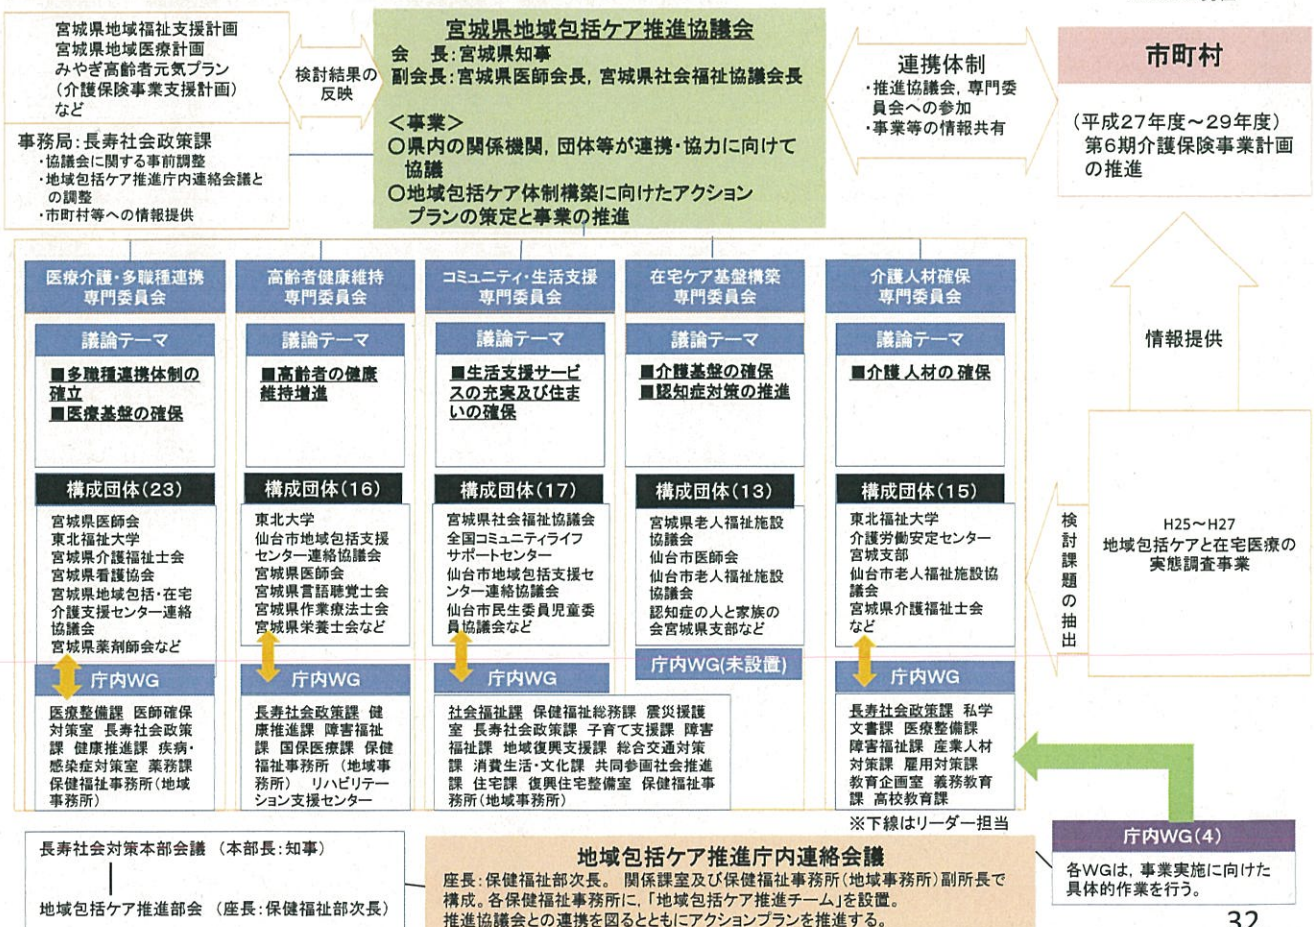 宮城県地域福祉支援計画
宮城県地域医療計画
みやぎ高齢者元気プラン
(介護保険事業支援計画)
など
事務局:長寿社会政策課
・協議会に関する事前調整
・地域包括ケア推進庁内連絡会議と
の調整
・市町村等への情報提供
検討結果の
反映
宮城県地域包括ケア推進協議会
会 長:宮城県知事
副会長:宮城県医師会長, 宮城県社会福祉協議会長
<事業>
○県内の関係機関, 団体等が連携・協力に向けて
協議
○地域包括ケア体制構築に向けたアクション
プランの策定と事業の推進
連携体制
・推進協議会, 専門委
員会への参加
・事業等の情報共有
市町村
(平成27年度~29年度)
第6期介護保険事業計画
の推進
医療介護・多職種連携
専門委員会
議論テーマ
■多職種連携体制の
確立
■医療基盤の確保
構成団体(23)
宮城県医師会
東北福祉大学
宮城県介護福祉士会
宮城県看護協会
宮城県地域包括・在宅
介護支援センター連絡
協議会
宮城県薬剤師会など
庁内WG
医療整備課 医師確保
対策室 長寿社会政策
課 健康推進課 疾病・
感染症対策室 薬務課
保健福祉事務所(地域
事務所)
高齢者健康維持
専門委員会
議論テーマ
■高齢者の健康
維持増進
構成団体(16)
東北大学
仙台市地域包括支援
センター連絡協議会
宮城県医師会
宮城県言語聴覚士会
宮城県作業療法士会
宮城県栄養士会など
庁内WG
長寿社会政策課 健
康推進課 障害福祉
課 国保医療課 保健
福祉事務所 (地域事
務所) リハビリテー
ション支援センター
コミュニティ・生活支援
専門委員会
議論テーマ
■生活支援サービ
スの充実及び住ま
いの確保
構成団体(17)
宮城県社会福祉協議会
全国コミュニティライフ
サポートセンター
仙台市地域包括支援セ
ンター連絡協議会
仙台市民生委員児童委
員協議会など
庁内WG
社会福祉課 保健福祉総務課 震災援護
室 長寿社会政策課 子育て支援課 障害
福祉課 地域復興支援課 総合交通対策
課 消費生活・文化課 共同参画社会推進
課 住宅課 復興住宅整備室 保健福祉事
務所(地域事務所)
在宅ケア基盤構築
専門委員会
議論テーマ
■介護基盤の確保
■認知症対策の推進
構成団体(13)
宮城県老人福祉施設
協議会
仙台市医師会
仙台市老人福祉施設
協議会
認知症の人と家族の
会宮城県支部など
庁内WG(未設置)
介護人材確保
専門委員会
議論テーマ
■介護 人材の 確保
構成団体(15)
東北福祉大学
介護労働安定センター
宮城支部
仙台市老人福祉施設協
議会
宮城県介護福祉士会
など
庁内WG
長寿社会政策課 私学
文書課 医療整備課
障害福祉課 産業人材
対策課 雇用対策課
教育企画室 義務教育
課 高校教育課
※下線はリーダー担当
情報提供
検討課題の抽出
H25~H27
地域包括ケアと在宅医療の
実態調査事業
庁内WG(4)
各WGは, 事業実施に向けた
具体的作業を行う。
長寿社会対策本部会議 (本部長:知事)
地域包括ケア推進部会 (座長:保健福祉部次長)
地域包括ケア推進庁内連絡会議
座長:保健福祉部次長。 関係課室及び保健福祉事務所(地域事務所)副所長で
構成。各保健福祉事務所に, 「地域包括ケア推進チーム」を設置。
推進協議会との連携を図るとともにアクションプランを推進する。
32